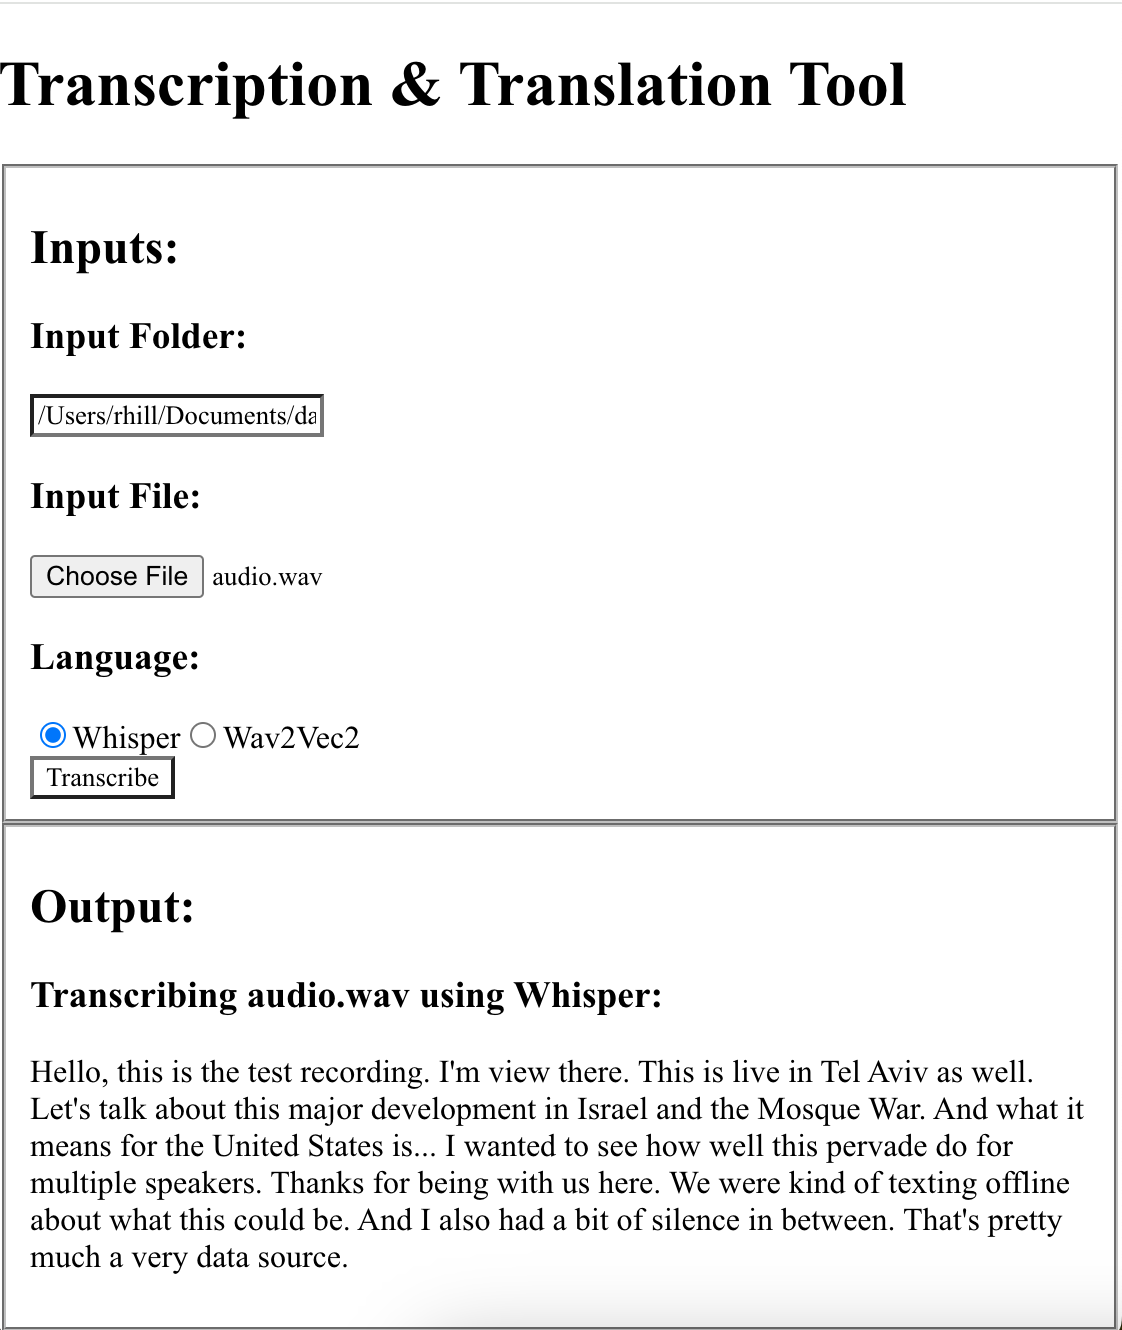 Transcription & Translation Tool
Inputs:
Input Folder:
/Users/rhill/Documents/da
Input File:
Choose File audio.wav
Language:
Whisper Wav2Vec2
Transcribe
Output:
Transcribing audio.wav using Whisper:
Hello, this is the test recording. I'm view there. This is live in Tel Aviv as well.
Let's talk about this major development in Israel and the Mosque War. And what it
means for the United States is... I wanted to see how well this pervade do for
multiple speakers. Thanks for being with us here. We were kind of texting offline
about what this could be. And I also had a bit of silence in between. That's pretty
much a very data source.